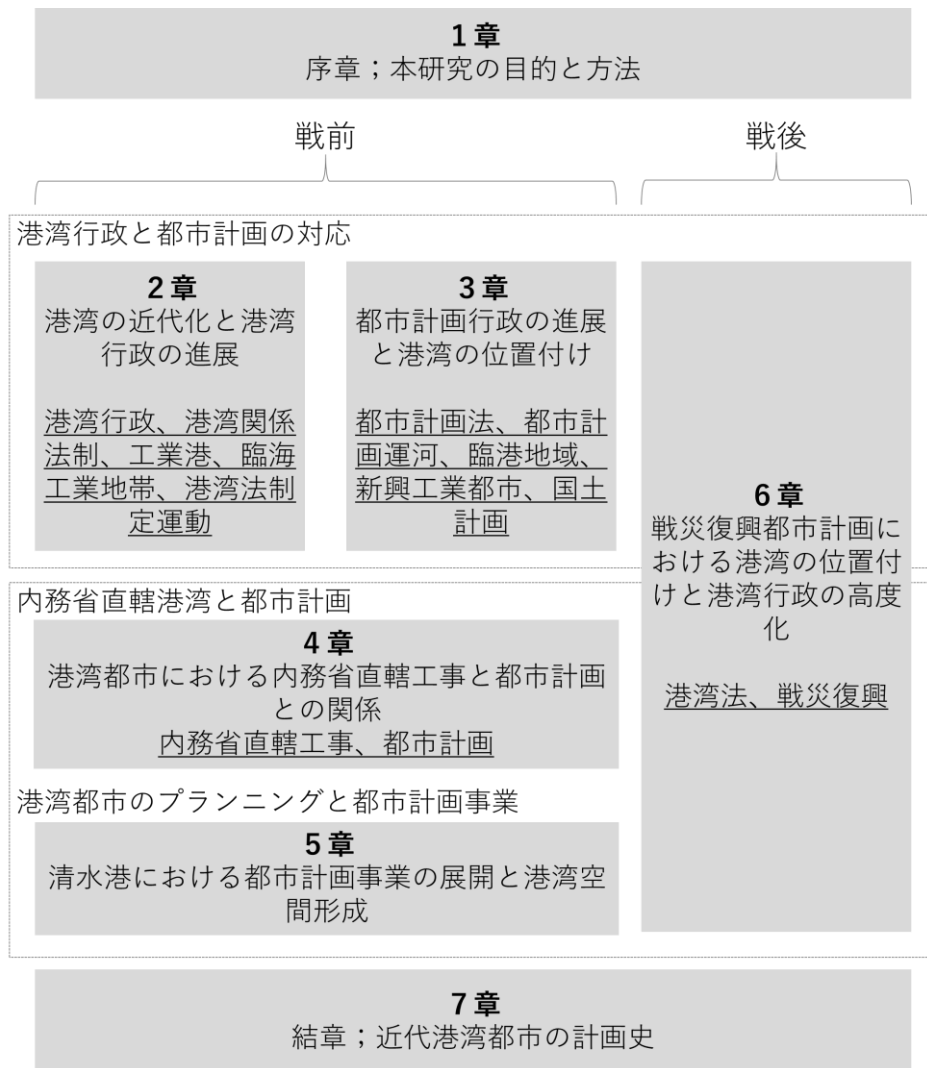 1 章
序章；本研究の目的と方法
戦前
戦後
港湾行政と都市計画の対応
2 章
港湾の近代化と港湾
行政の進展
港湾行政、港湾関係
法制、工業港、臨海
工業地帯、港湾法制
定運動
3 章
都市計画行政の進展
と港湾の位置付け
都市計画法、都市計
画運河、臨港地域、
新興工業都市、国土
計画
6 章
戦災復興都市計画に
おける港湾の位置付
けと港湾行政の高度
化
港湾法、戦災復興
内務省直轄港湾と都市計画
4 章
港湾都市における内務省直轄工事と都市計画
との関係
内務省直轄工事、都市計画
港湾都市のプランニングと都市計画事業
5 章
清水港における都市計画事業の展開と港湾空
間形成
7 章
結章；近代港湾都市の計画史